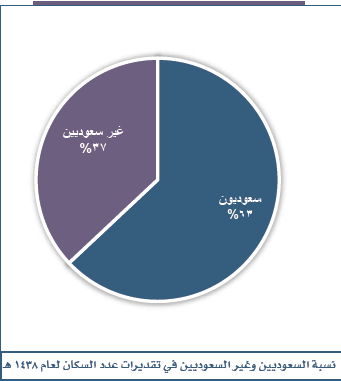 غير سعوديين
%٣٧
سعوديون
%٦٣
نسبة السعوديين وغير السعوديين في تقديرات عدد السكان لعام ١٤٣٨ هـ